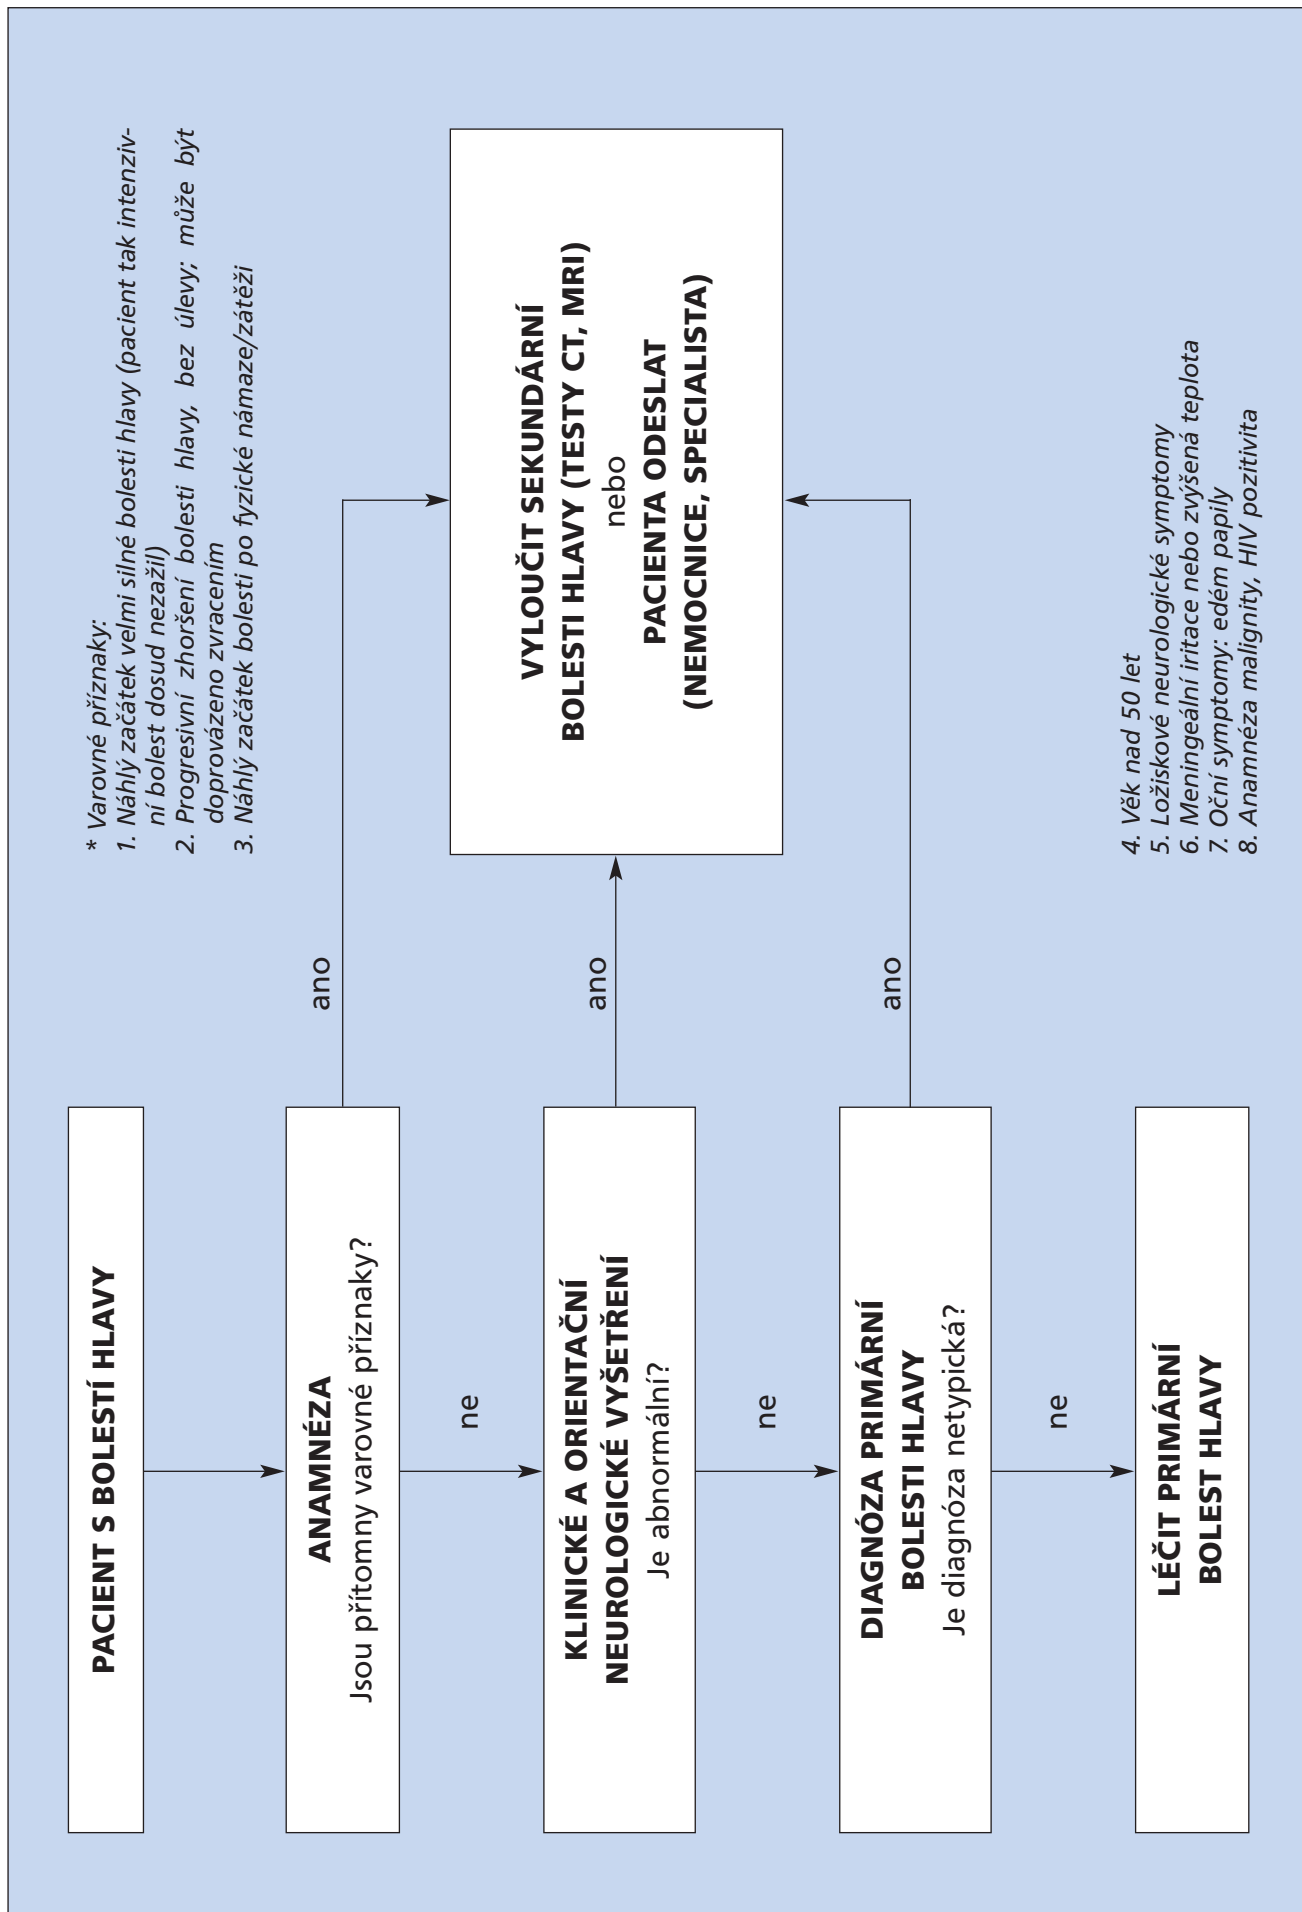 PACIENT S BOLESTÍ HLAVY
ANAMNÉZA
Jsou přítomny varovné příznaky?
ano
ne
KLINICKÉ A ORIENTAČNÍ
NEUROLOGICKÉ VYŠETŘENÍ
Je abnormální?
ano
ne
DIAGNÓZA PRIMÁRNÍ
BOLESTI HLAVY
Je diagnóza netypická?
ano
ne
LÉČIT PRIMÁRNÍ
BOLEST HLAVY
* Varovné příznaky:
1. Náhlý začátek velmi silné bolesti hlavy (pacient tak intenziv-
ní bolest dosud nezažil)
2. Progresivní zhoršení bolesti hlavy, bez úlevy; může být
doprovázeno zvracením
3. Náhlý začátek bolesti po fyzické námaze/zátěži
VYLOUČIT SEKUNDÁRNÍ
BOLESTI HLAVY (TESTY CT, MRI)
nebo
PACIENTA ODESLAT
(NEMOCNICE, SPECIALISTA)
4. Věk nad 50 let
5. Ložiskové neurologické symptomy
6. Meningeální iritace nebo zvýšená teplota
7. Oční symptomy: edém papily
8. Anamnéza malignity, HIV pozitivita